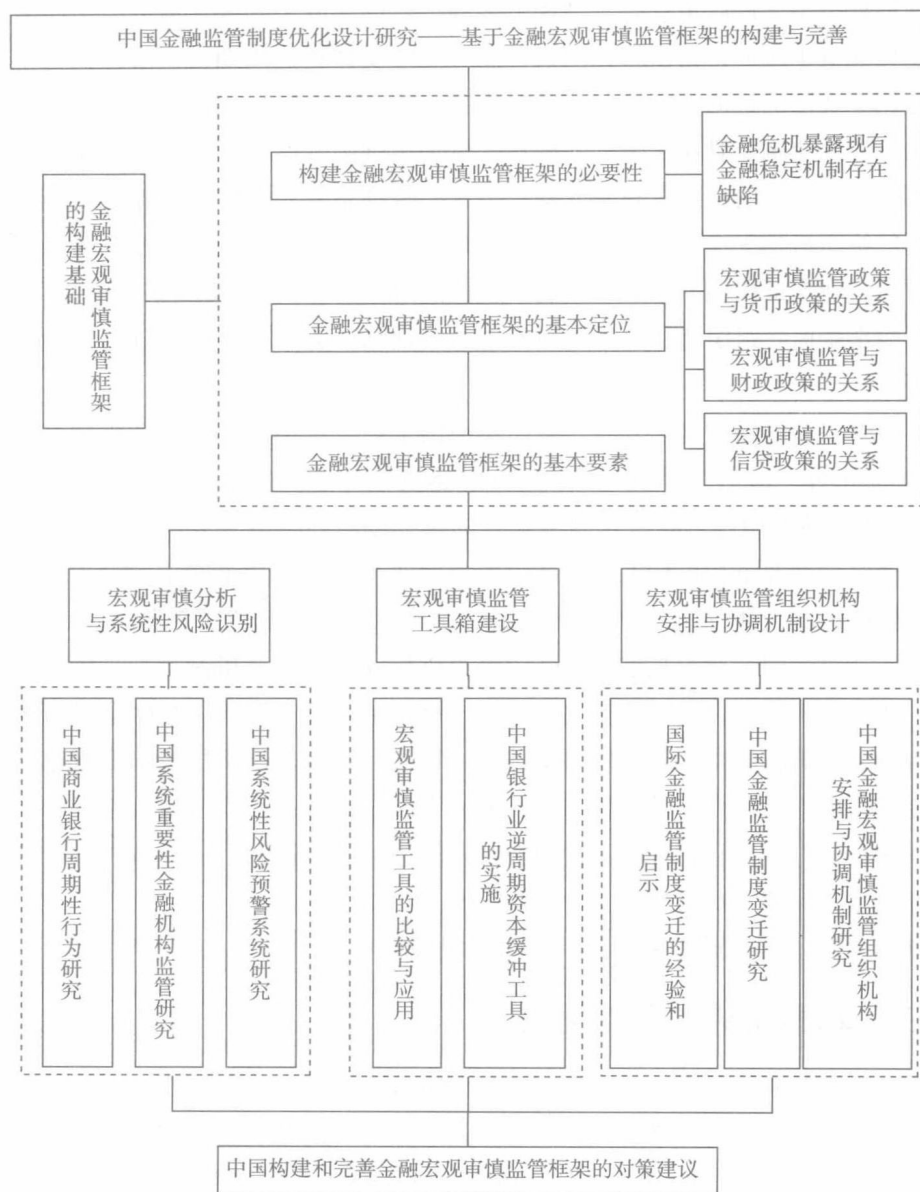 中国金融监管制度优化设计研究——基于金融宏观审慎监管框架的构建与完善
金融宏观审慎监管框架
的构建基础
构建金融宏观审慎监管框架的必要性
金融危机暴露现有
金融稳定机制存在
缺陷
金融宏观审慎监管框架的基本定位
宏观审慎监管政策
与货币政策的关系
宏观审慎监管与
财政政策的关系
宏观审慎监管与
信贷政策的关系
金融宏观审慎监管框架的基本要素
宏观审慎分析
与系统性风险识别
宏观审慎监管
工具箱建设
宏观审慎监管组织机构
安排与协调机制设计
中国商业银行周期性行为研究
中国系统重要性金融机构监管研究
中国系统性风险预警系统研究
宏观审慎监管工具的比较与应用
中国银行业逆周期资本缓冲工具
的实施
国际金融监管制度变迁的经验和
启示
中国金融监管制度变迁研究
中国金融宏观审慎监管组织机构
安排与协调机制研究
中国构建和完善金融宏观审慎监管框架的对策建议